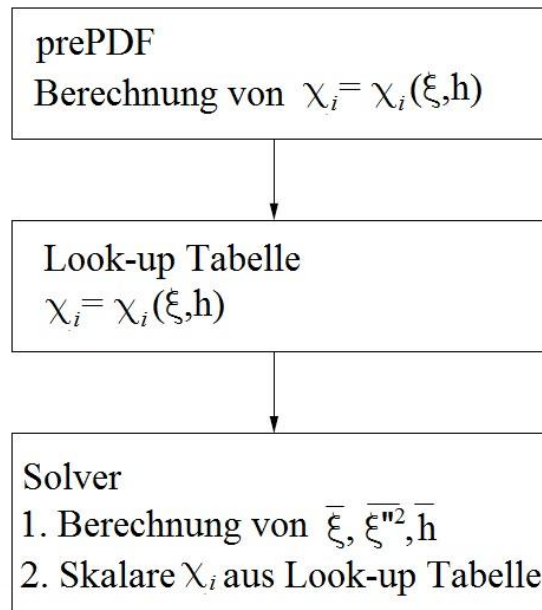 prePDF
Berechnung von χᵢ= χᵢ(ξ,h)
Look-up Tabelle
χᵢ= χᵢ(ξ,h)
Solver
1. Berechnung von ξ̅, ξ̅"̅²̅, h̅
2. Skalare χᵢ aus Look-up Tabelle